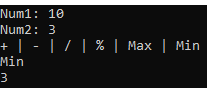 Num1: 10
Num2: 3
+ | - | / | % | Max | Min
Min
3